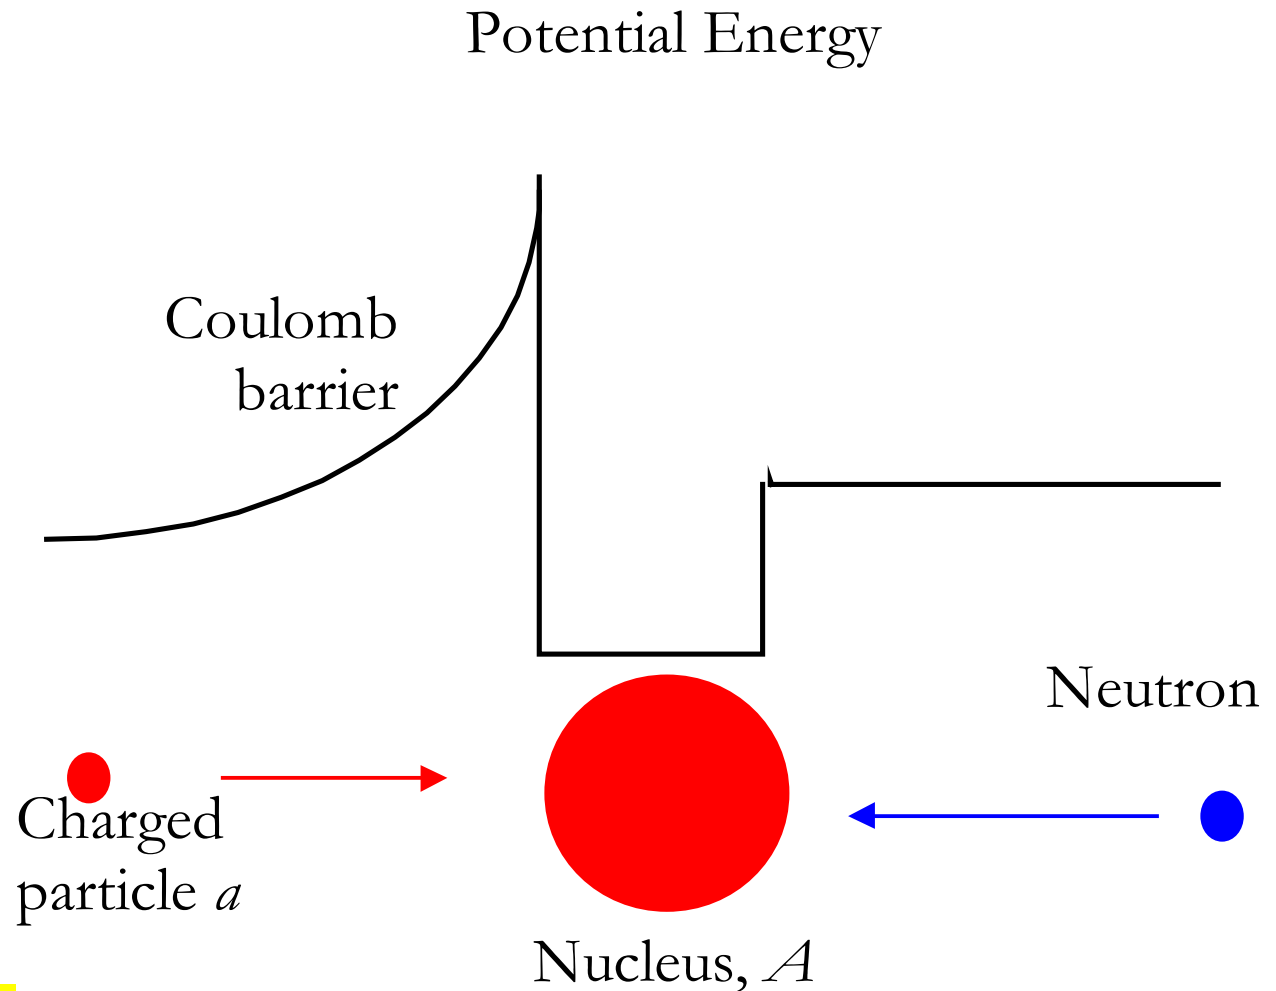 Potential Energy
Coulomb
barrier
Neutron
Charged
particle a
Nucleus, A